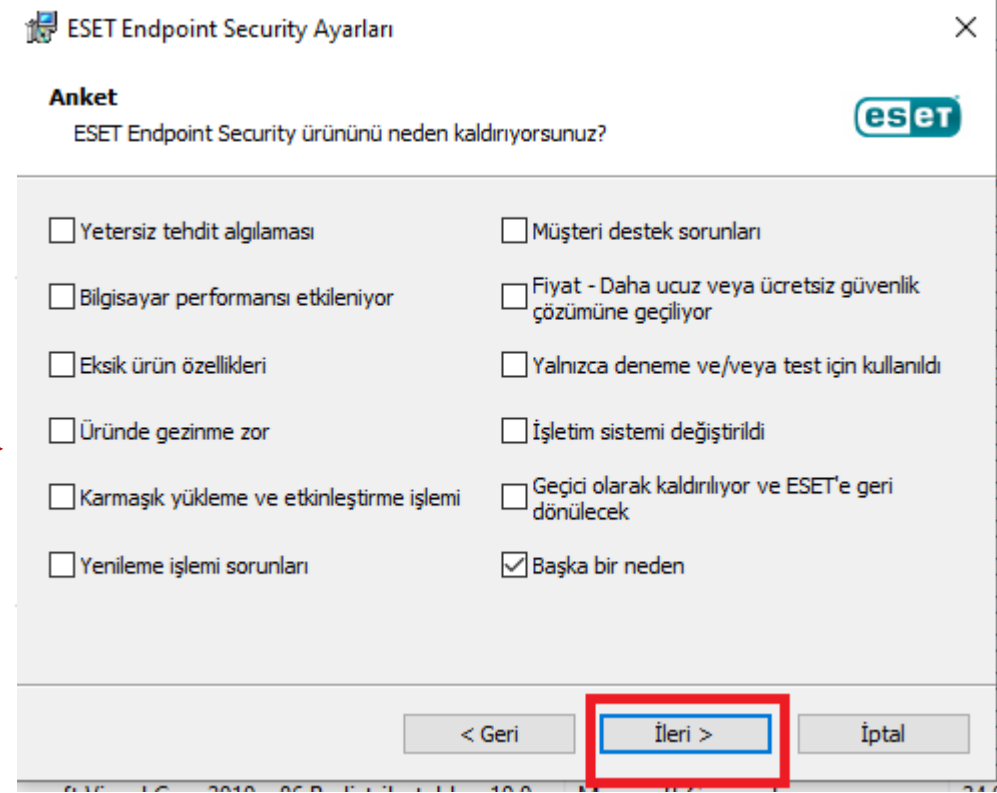 ESET Endpoint Security Ayarları
Anket
ESET Endpoint Security ürününü neden kaldırıyorsunuz?
eseт
Yetersiz tehdit algılaması
Müşteri destek sorunları
Bilgisayar performansı etkileniyor
Fiyat - Daha ucuz veya ücretsiz güvenlik
çözümüne geçiliyor
Eksik ürün özellikleri
Yalnızca deneme ve/veya test için kullanıldı
Üründe gezinme zor
İşletim sistemi değiştirildi
Karmaşık yükleme ve etkinleştirme işlemi
Geçici olarak kaldırılıyor ve ESET'e geri
dönülecek
Yenileme işlemi sorunları
Başka bir neden
< Geri
İleri >
İptal